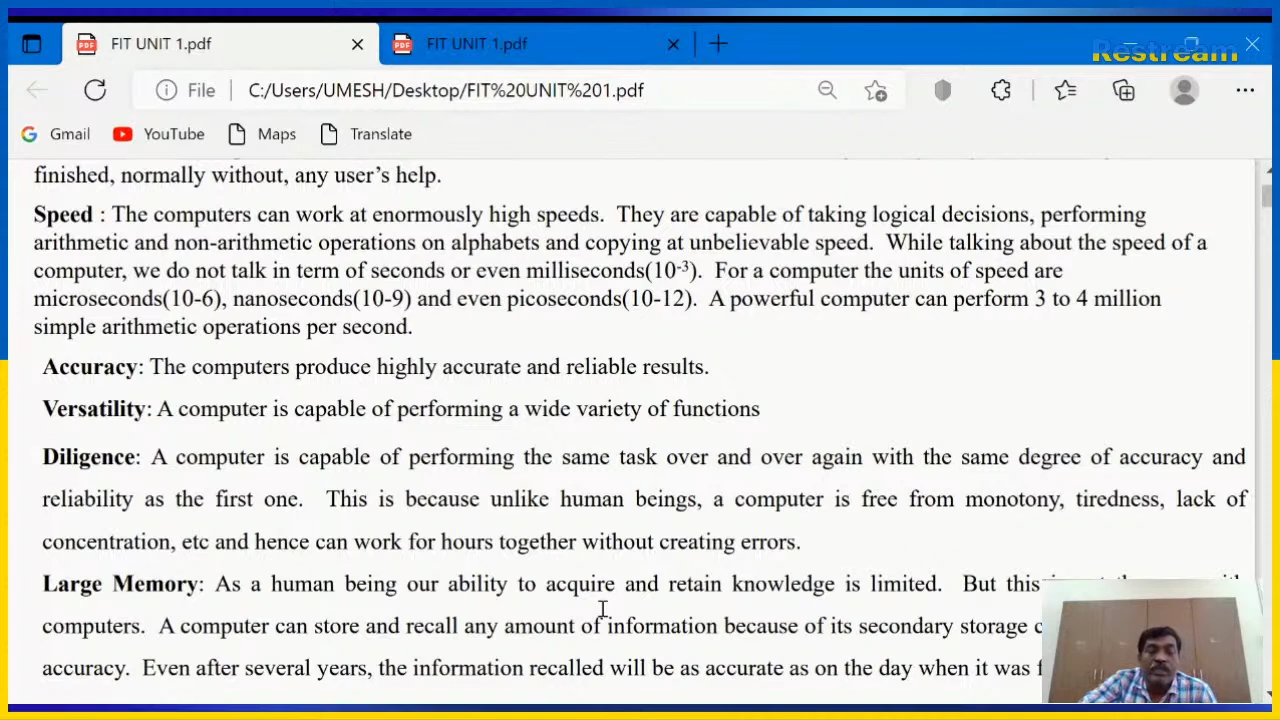 FIT UNIT 1.pdf
FIT UNIT 1.pdf
Restream
File
C:/Users/UMESH/Desktop/FIT%20UNIT%201.pdf
Gmail
YouTube
Maps
Translate
finished, normally without, any user's help.
Speed : The computers can work at enormously high speeds. They are capable of taking logical decisions, performing
arithmetic and non-arithmetic operations on alphabets and copying at unbelievable speed. While talking about the speed of a
computer, we do not talk in term of seconds or even milliseconds(10-3). For a computer the units of speed are
microseconds(10-6), nanoseconds(10-9) and even picoseconds(10-12). A powerful computer can perform 3 to 4 million
simple arithmetic operations per second.
Accuracy: The computers produce highly accurate and reliable results.
Versatility: A computer is capable of performing a wide variety of functions
Diligence: A computer is capable of performing the same task over and over again with the same degree of accuracy and
reliability as the first one. This is because unlike human beings, a computer is free from monotony, tiredness, lack of
concentration, etc and hence can work for hours together without creating errors.
Large Memory: As a human being our ability to acquire and retain knowledge is limited. But this
computers. A computer can store and recall any amount of information because of its secondary storage
accuracy. Even after several years, the information recalled will be as accurate as on the day when it was